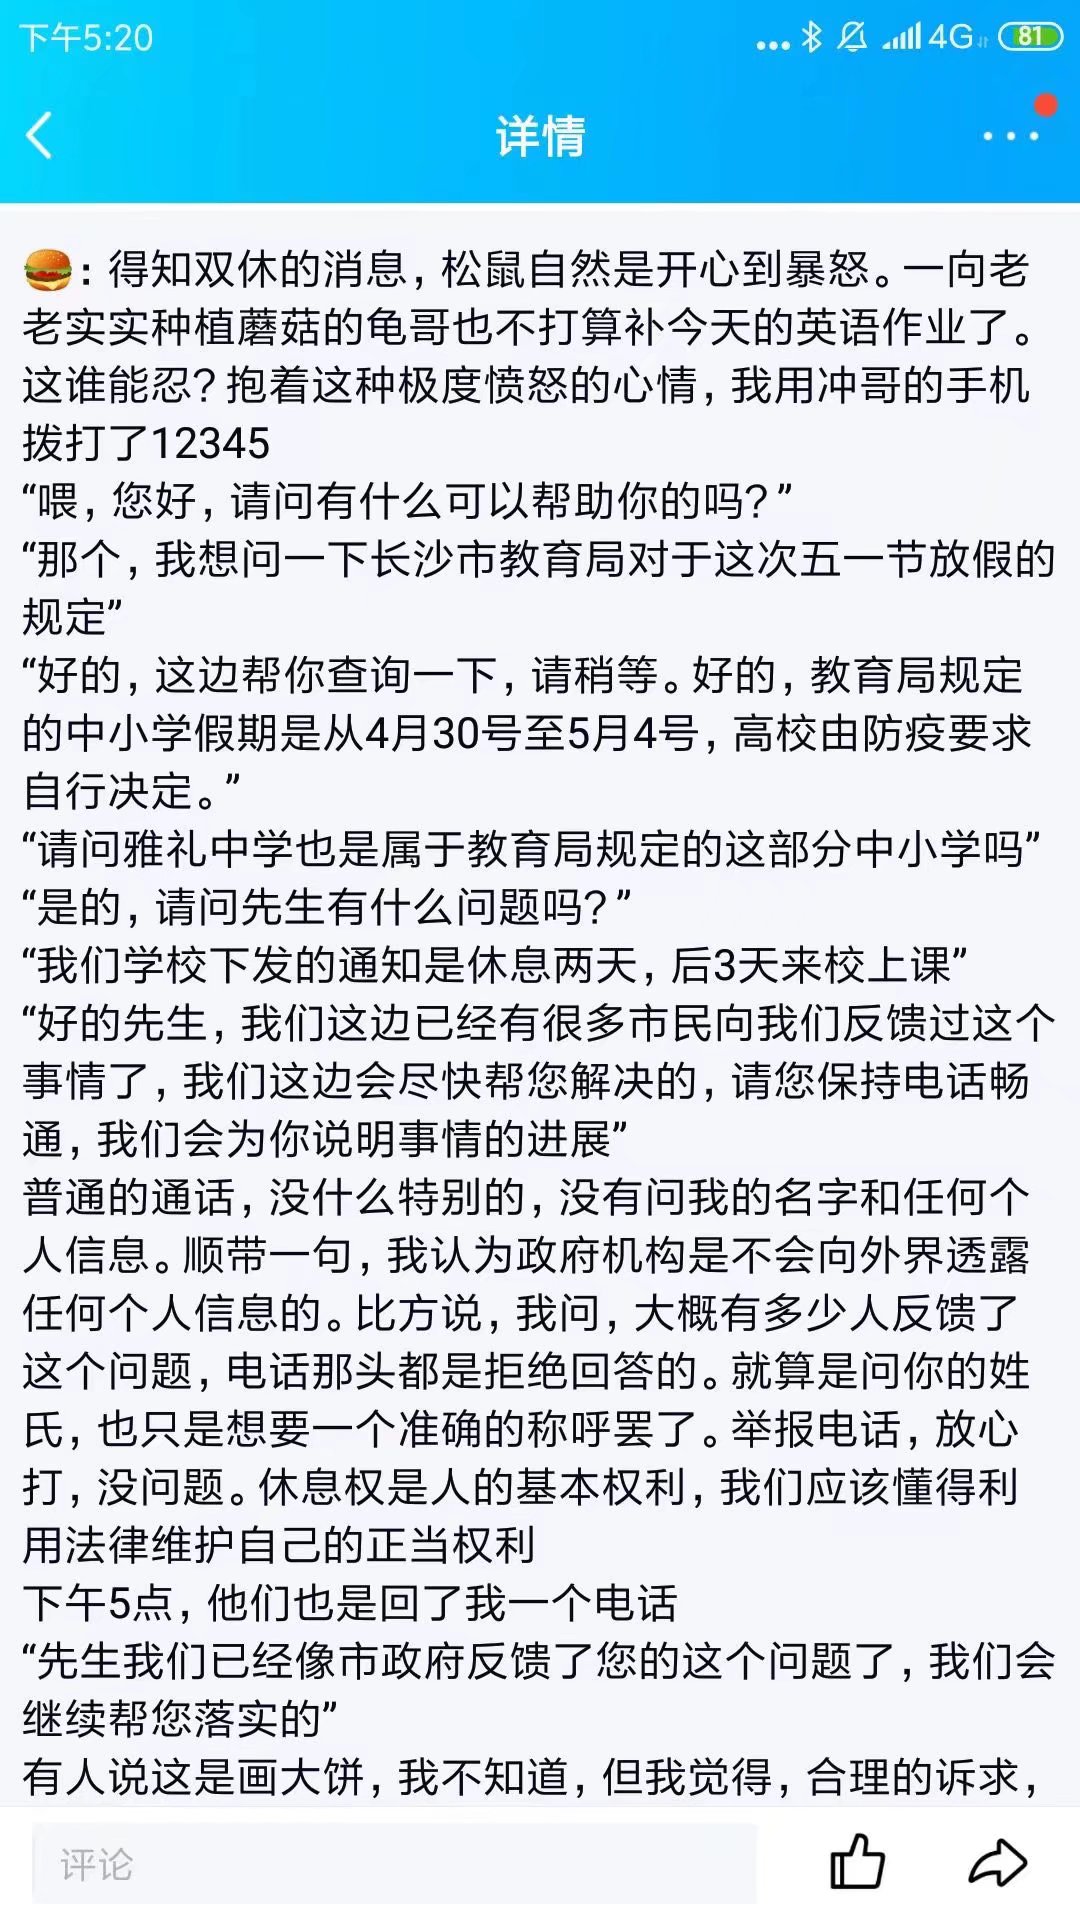 下午5:20
4G
81
详情
🍔：得知双休的消息，松鼠自然是开心到暴怒。一向老
老实实种植蘑菇的龟哥也不打算补今天的英语作业了。
这谁能忍？抱着这种极度愤怒的心情，我用冲哥的手机
拨打了12345
“喂，您好，请问有什么可以帮助你的吗？”
“那个，我想问一下长沙市教育局对于这次五一节放假的
规定”
“好的，这边帮你查询一下，请稍等。好的，教育局规定
的中小学假期是从4月30号至5月4号，高校由防疫要求
自行决定。”
“请问雅礼中学也是属于教育局规定的这部分中小学吗”
“是的，请问先生有什么问题吗？”
“我们学校下发的通知是休息两天，后3天来校上课”
“好的先生，我们这边已经有很多市民向我们反馈过这个
事情了，我们这边会尽快帮您解决的，请您保持电话畅
通，我们会为你说明事情的进展”
普通的通话，没什么特别的，没有问我的名字和任何个
人信息。顺带一句，我认为政府机构是不会向外界透露
任何个人信息的。比方说，我问，大概有多少人反馈了
这个问题，电话那头都是拒绝回答的。就算是问你的姓
氏，也只是想要一个准确的称呼罢了。举报电话，放心
打，没问题。休息权是人的基本权利，我们应该懂得利
用法律维护自己的正当权利
下午5点，他们也是回了我一个电话
“先生我们已经像市政府反馈了您的这个问题了，我们会
继续帮您落实的”
有人说这是画大饼，我不知道，但我觉得，合理的诉求，
评论